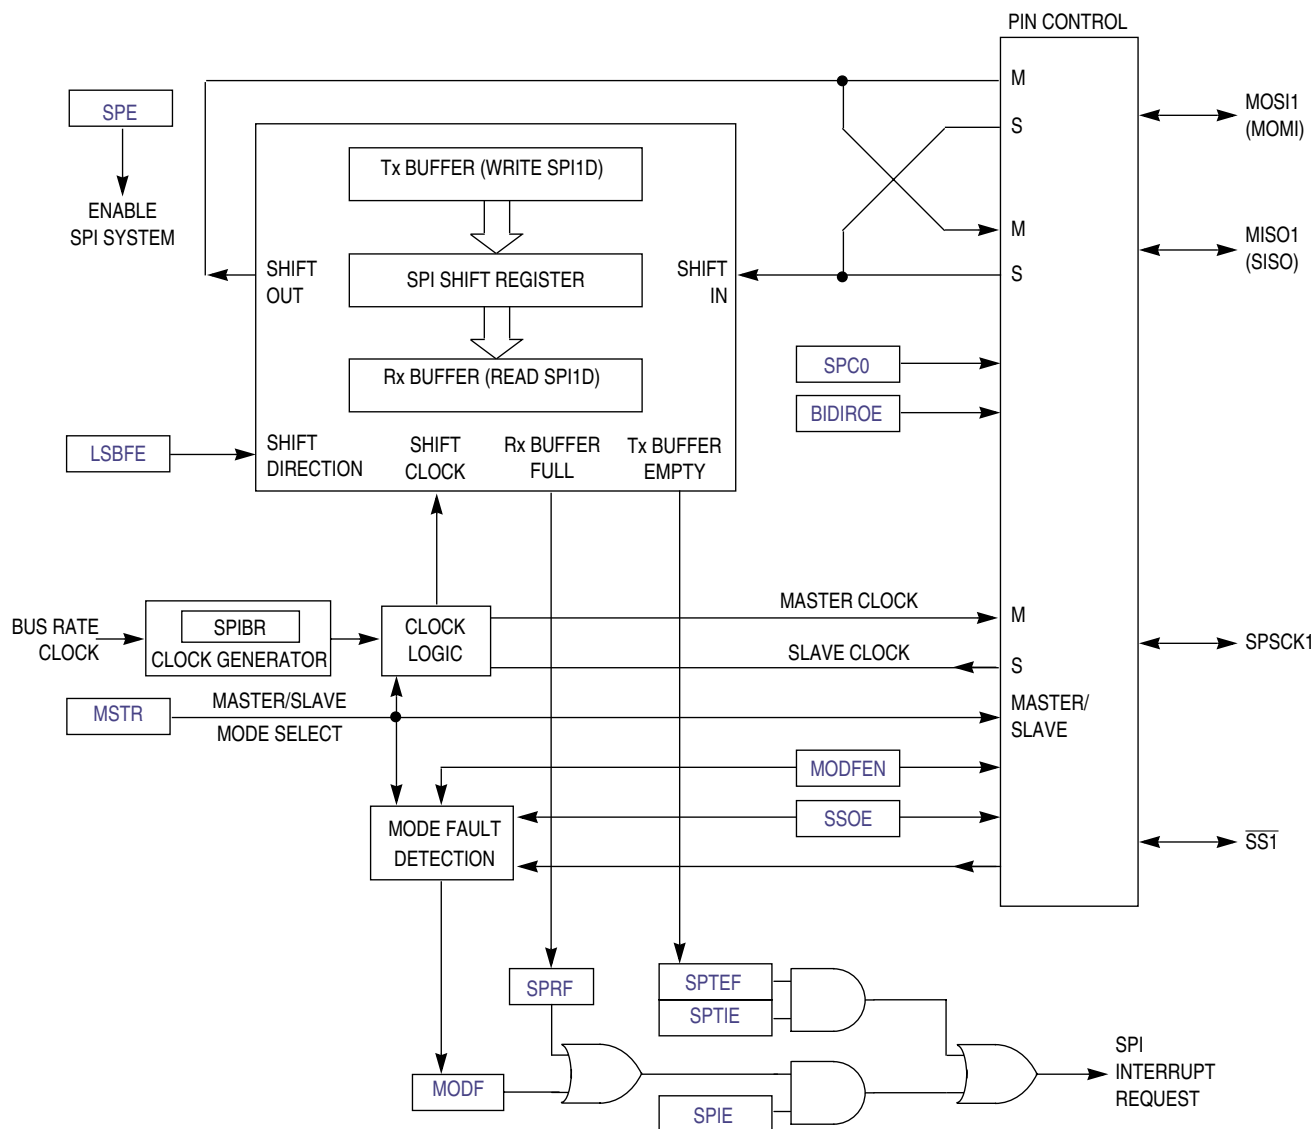 PIN CONTROL
M
SPE
MOSI1
(MOMI)
S
Tx BUFFER (WRITE SPI1D)
ENABLE
SPI SYSTEM
M
MISO1
(SISO)
SHIFT
OUT
SPI SHIFT REGISTER
SHIFT
IN
S
SPC0
Rx BUFFER (READ SPI1D)
BIDIROE
LSBFE
SHIFT
DIRECTION
SHIFT
CLOCK
Rx BUFFER
FULL
Tx BUFFER
EMPTY
MASTER CLOCK
M
BUS RATE
CLOCK
SPIBR
CLOCK GENERATOR
CLOCK
LOGIC
SPSCK1
SLAVE CLOCK
S
MSTR
MASTER/SLAVE
MODE SELECT
MASTER/
SLAVE
MODFEN
SSOE
MODE FAULT
DETECTION
SS1
SPRF
SPTEF
SPTIE
SPI
INTERRUPT
REQUEST
MODF
SPIE